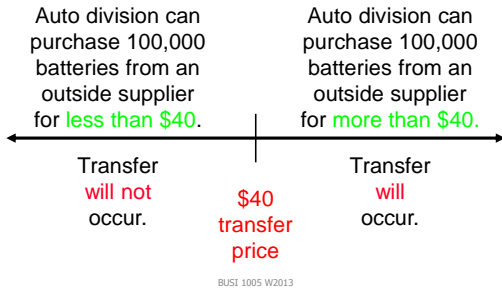 Auto division can
purchase 100,000
batteries from an
outside supplier
for less than $40.
Auto division can
purchase 100,000
batteries from an
outside supplier
for more than $40.
Transfer
will not
occur.
$40
transfer
price
Transfer
will
occur.
BUSI 1005 W2013